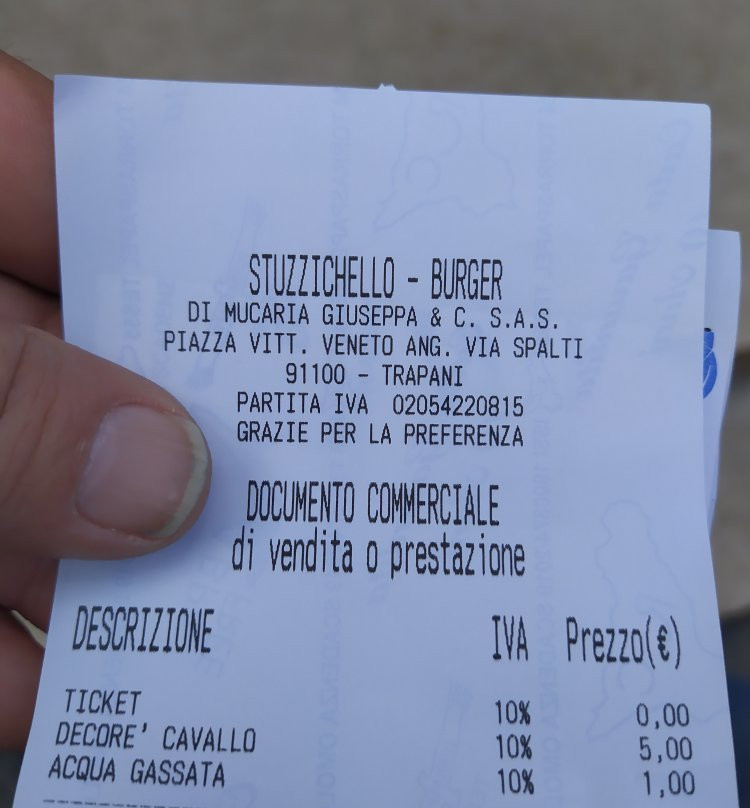 STUZZICHELLO - BURGER
DI MUCARIA GIUSEPPA & C. S.A.S.
PIAZZA VITT. VENETO ANG. VIA SPALTI
91100 - TRAPANI
PARTITA IVA 02054220815
GRAZIE PER LA PREFERENZA
DOCUMENTO COMMERCIALE
di vendita o prestazione
DESCRIZIONE IVA Prezzo(€)
TICKET 10% 0,00
DECORE' CAVALLO 10% 5,00
ACQUA GASSATA 10% 1,00